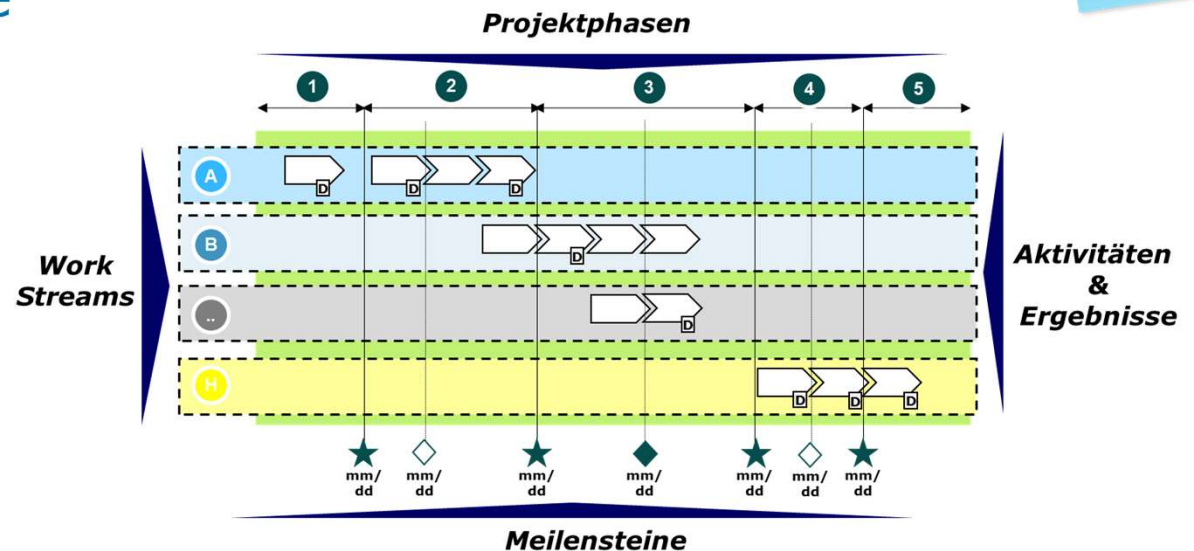 Projektphasen
1 2 3 4 5
A D D D
Work
Streams
B D
Aktivitäten
&
Ergebnisse
.. D
H D D D
mm/ mm/ mm/ mm/ mm/ mm/ mm/
dd dd dd dd dd dd dd
Meilensteine